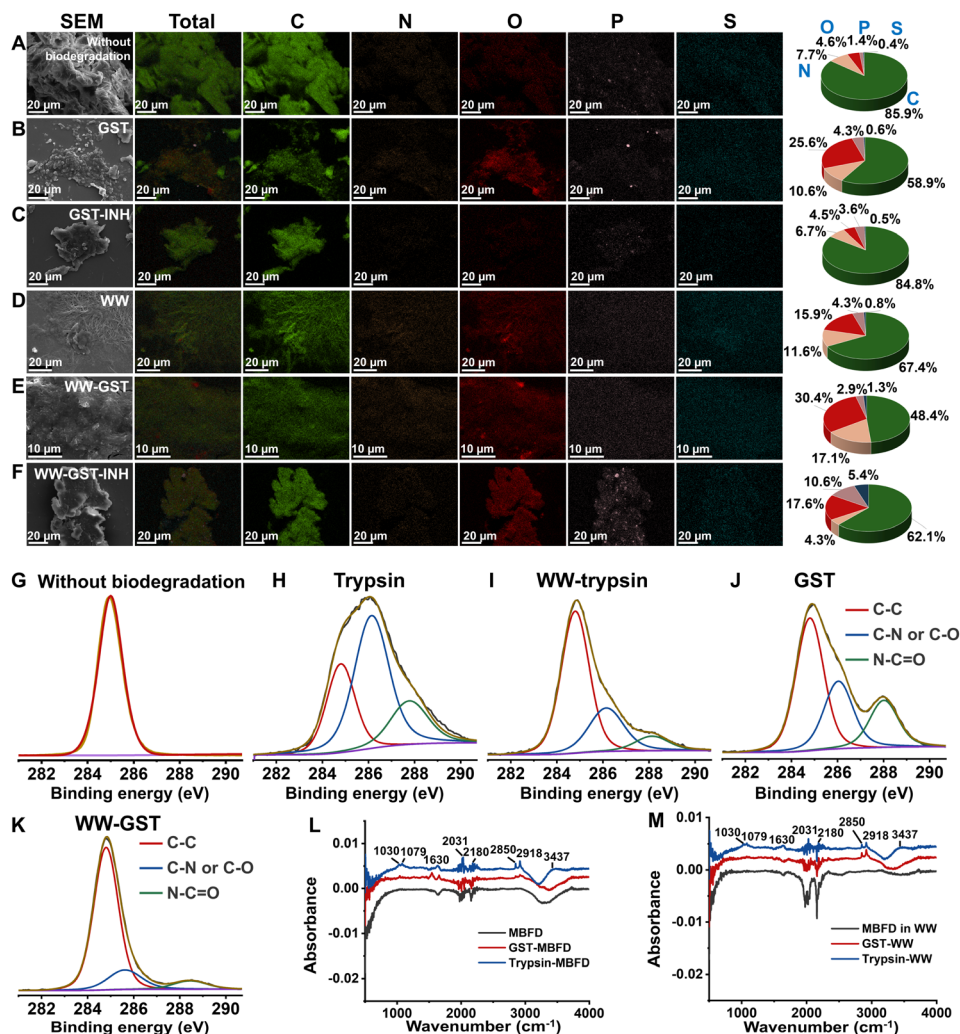 SEM Total C N O P S
A Without biodegradation
20 μm 20 μm 20 μm 20 μm 20 μm 20 μm 20 μm
O P S
4.6% 1.4% 0.4%
7.7%
N
C
85.9%
B GST
20 μm 20 μm 20 μm 20 μm 20 μm 20 μm 20 μm
4.3% 0.6%
25.6%
10.6% 58.9%
C GST-INH
20 μm 20 μm 20 μm 20 μm 20 μm 20 μm 20 μm
4.5% 3.6% 0.5%
6.7%
84.8%
D WW
20 μm 20 μm 20 μm 20 μm 20 μm 20 μm 20 μm
4.3% 0.8%
15.9%
11.6%
67.4%
E WW-GST
10 μm 10 μm 10 μm 10 μm 10 μm 10 μm 10 μm
2.9% 1.3%
30.4% 48.4%
17.1%
F WW-GST-INH
20 μm 20 μm 20 μm 20 μm 20 μm 20 μm 20 μm
5.4%
10.6%
17.6%
4.3% 62.1%
G Without biodegradation
282 284 286 288 290
Binding energy (eV)
H Trypsin
282 284 286 288 290
Binding energy (eV)
I WW-trypsin
282 284 286 288 290
Binding energy (eV)
J GST
C-C
C-N or C-O
N-C=O
282 284 286 288 290
Binding energy (eV)
K WW-GST
C-C
C-N or C-O
N-C=O
282 284 286 288 290
Binding energy (eV)
L
0.01
1030 1079 1630 2031 2180 2850 2918 3437
0.00
-0.01
-0.02
Absorbance
MBFD
GST-MBFD
Trypsin-MBFD
1000 2000 3000 4000
Wavenumber (cm⁻¹)
M
0.01
1030 1079 1630 2031 2180 2850 2918 3437
0.00
-0.01
-0.02
Absorbance
MBFD in WW
GST-WW
Trypsin-WW
1000 2000 3000 4000
Wavenumber (cm⁻¹)